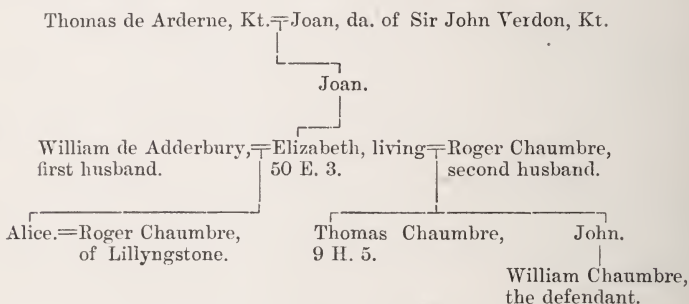 Thomas de Arderne, Kt.=Joan, da. of Sir John Verdon, Kt.
Joan.
William de Adderbury,=Elizabeth, living=Roger Chaumbre,
first husband. 50 E. 3. second husband.
Alice.=Roger Chaumbre, Thomas Chaumbre, John.
of Lillyngstone. 9 H. 5.
William Chaumbre,
the defendant.